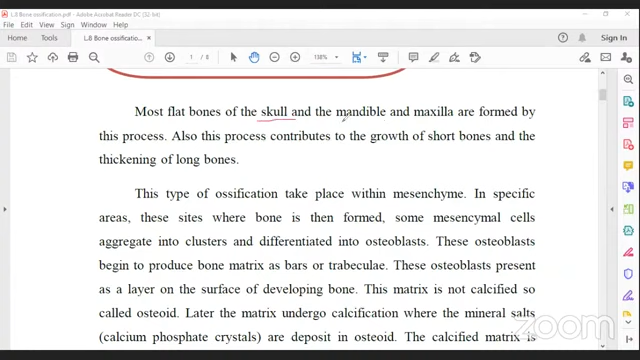 L.8 Bone ossification.pdf - Adobe Acrobat Reader DC (32-bit)
File Edit View Sign Window Help
Home Tools L.8 Bone ossification... × Sign In
1 / 8 138%
Most flat bones of the skull and the mandible and maxilla are formed by
this process. Also this process contributes to the growth of short bones and the
thickening of long bones.
This type of ossification take place within mesenchyme. In specific
areas, these sites where bone is then formed, some mesencymal cells
aggregate into clusters and differentiated into osteoblasts. These osteoblasts
begin to produce bone matrix as bars or trabeculae. These osteoblasts present
as a layer on the surface of developing bone. This matrix is not calcified so
called osteoid. Later the matrix undergo calcification where the mineral salts
(calcium phosphate crystals) are deposit in osteoid. The calcified matrix is
zoom